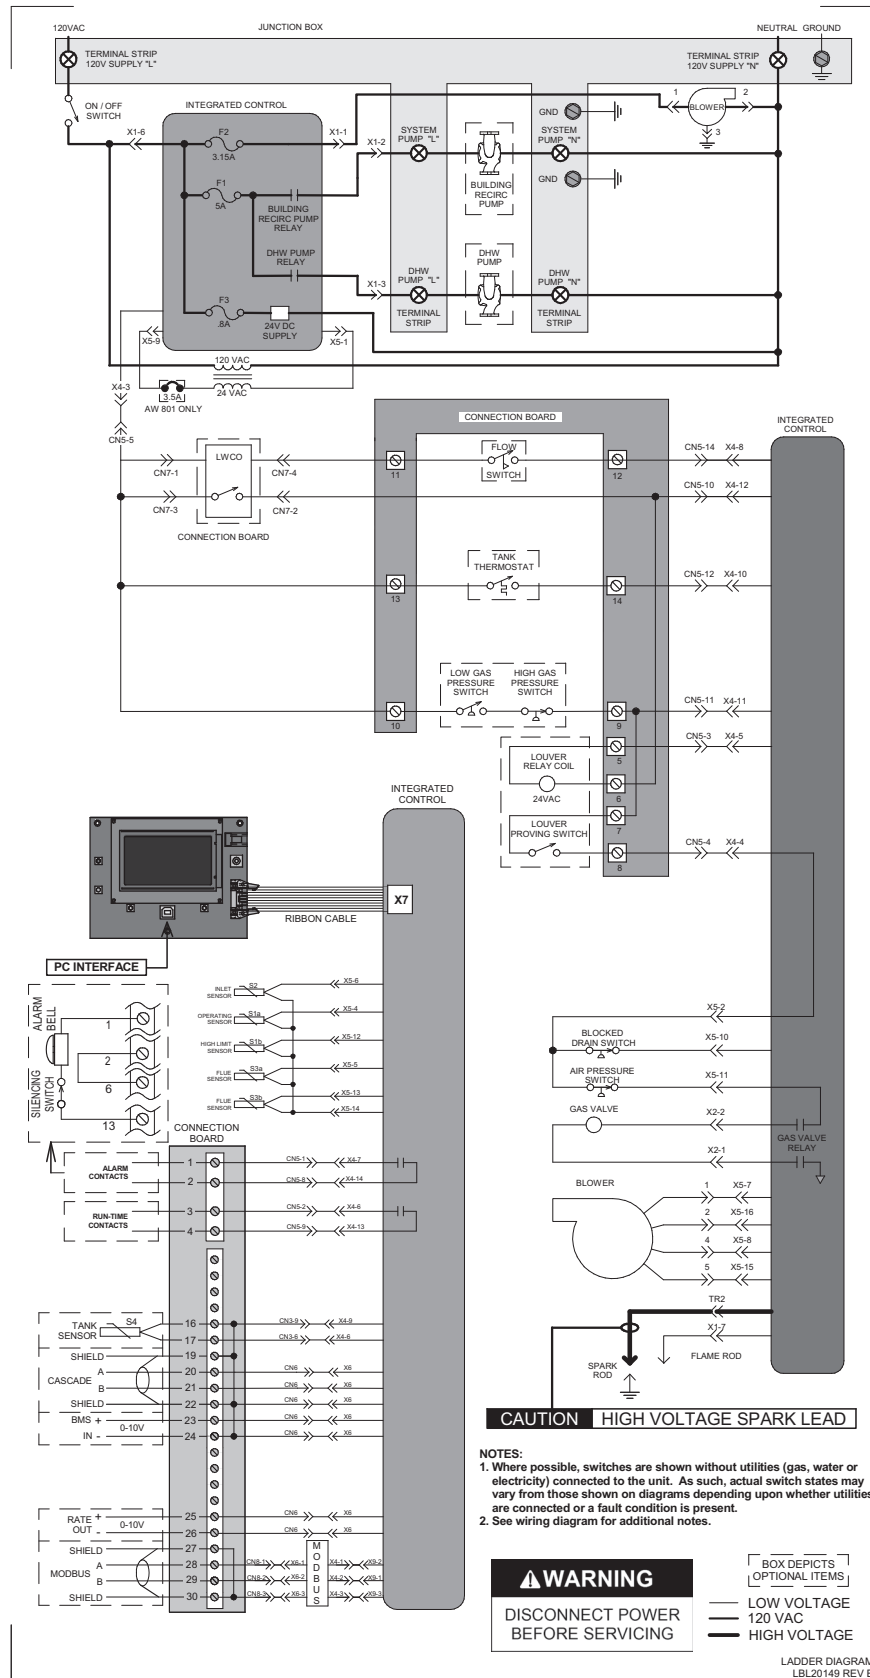 120VAC
JUNCTION BOX
NEUTRAL GROUND
TERMINAL STRIP
120V SUPPLY "L"
TERMINAL STRIP
120V SUPPLY "N"
ON / OFF
SWITCH
INTEGRATED CONTROL
1
2
BLOWER
3
GND
X1-6
F2
3.15A
X1-1
X1-2
SYSTEM
PUMP "L"
SYSTEM
PUMP "N"
GND
F1
5A
BUILDING
RECIRC
PUMP
BUILDING
RECIRC PUMP
RELAY
DHW PUMP
RELAY
DHW
PUMP
X1-3
DHW
PUMP "L"
DHW
PUMP "N"
TERMINAL
STRIP
TERMINAL
STRIP
F3
.8A
24V DC
SUPPLY
X5-9
X5-1
120 VAC
24 VAC
X4-3
3.5A
AW 801 ONLY
CN5-5
CONNECTION BOARD
INTEGRATED
CONTROL
LWCO
CN7-1
CN7-4
11
FLOW
SWITCH
12
CN5-14 X4-8
CN5-10 X4-12
CN7-3
CN7-2
CONNECTION BOARD
TANK
THERMOSTAT
13
14
CN5-12 X4-10
LOW GAS
PRESSURE
SWITCH
HIGH GAS
PRESSURE
SWITCH
10
9
CN5-11 X4-11
CN5-3 X4-5
LOUVER
RELAY COIL
24VAC
5
6
7
LOUVER
PROVING SWITCH
8
CN5-4 X4-4
INTEGRATED
CONTROL
X7
RIBBON CABLE
PC INTERFACE
INLET
SENSOR
S2
X5-6
OPERATING
SENSOR
S1a
X5-4
HIGH LIMIT
SENSOR
S1b
X5-12
FLUE
SENSOR
S3a
X5-5
FLUE
SENSOR
S3b
X5-13
X5-14
ALARM
BELL
SILENCING
SWITCH
1
2
6
13
X5-2
BLOCKED
DRAIN SWITCH
X5-10
AIR PRESSURE
SWITCH
X5-11
GAS VALVE
X2-2
GAS VALVE
RELAY
X2-1
BLOWER
1 X5-7
2 X5-16
4 X5-8
5 X5-15
TR2
X1-7
SPARK
ROD
FLAME ROD
CAUTION HIGH VOLTAGE SPARK LEAD
CONNECTION
BOARD
ALARM
CONTACTS
1 CN5-1 X4-7
2 CN5-8 X4-14
RUN-TIME
CONTACTS
3 CN5-2 X4-6
4 CN5-9 X4-13
TANK
SENSOR
S4
16 CN3-9 X4-9
17 CN3-6 X4-6
SHIELD 19
CASCADE
A 20 CN6 X6
B 21 CN6 X6
SHIELD 22 CN6 X6
BMS + 23 CN6 X6
0-10V
IN - 24 CN6 X6
RATE + 25 CN6 X6
0-10V
OUT - 26 CN6 X6
SHIELD 27
MODBUS
A 28 CN8-1 X6-1 X4-1 X9-2
B 29 CN8-2 X6-2 X4-2 X9-1
SHIELD 30 CN8-3 X6-3 X4-3 X9-3
MODBUS
NOTES:
1. Where possible, switches are shown without utilities (gas, water or
electricity) connected to the unit. As such, actual switch states may
vary from those shown on diagrams depending upon whether utilities
are connected or a fault condition is present.
2. See wiring diagram for additional notes.
WARNING
DISCONNECT POWER
BEFORE SERVICING
BOX DEPICTS
OPTIONAL ITEMS
LOW VOLTAGE
120 VAC
HIGH VOLTAGE
LADDER DIAGRAM
LBL20149 REV B